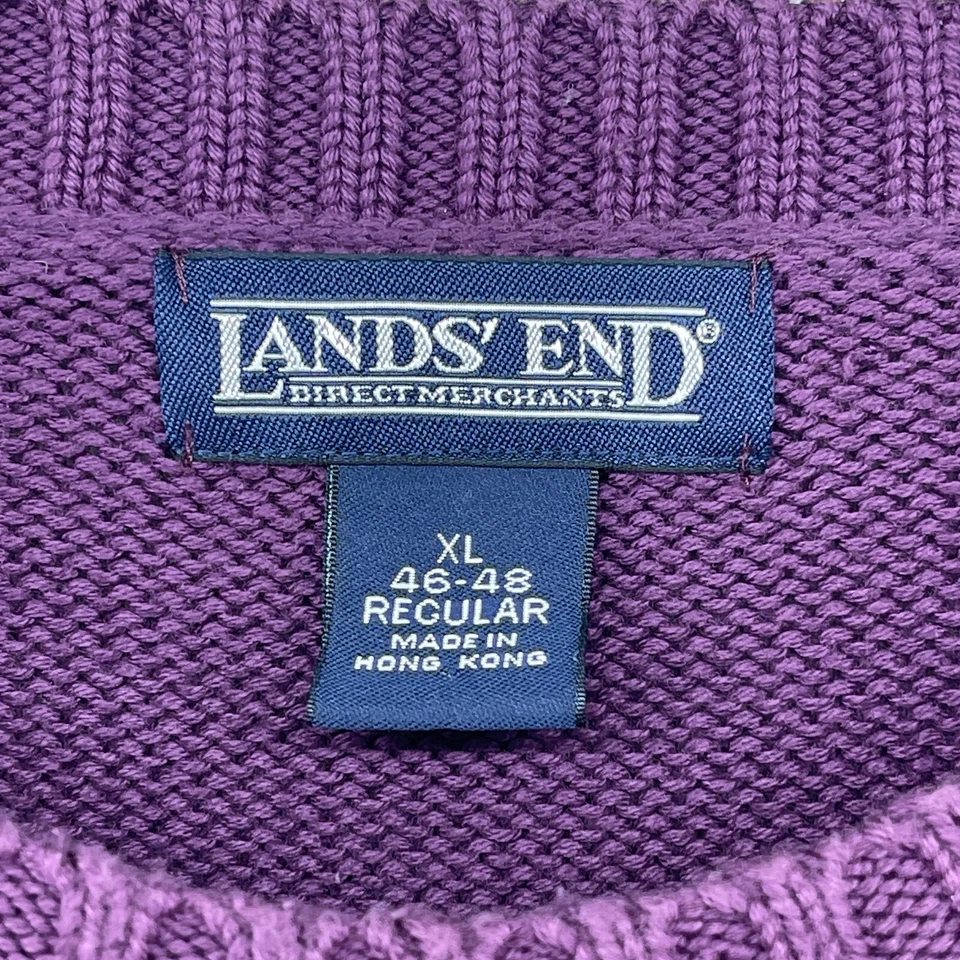 LANDS' END®
DIRECT MERCHANTS
XL
46-48
REGULAR
MADE IN
HONG KONG